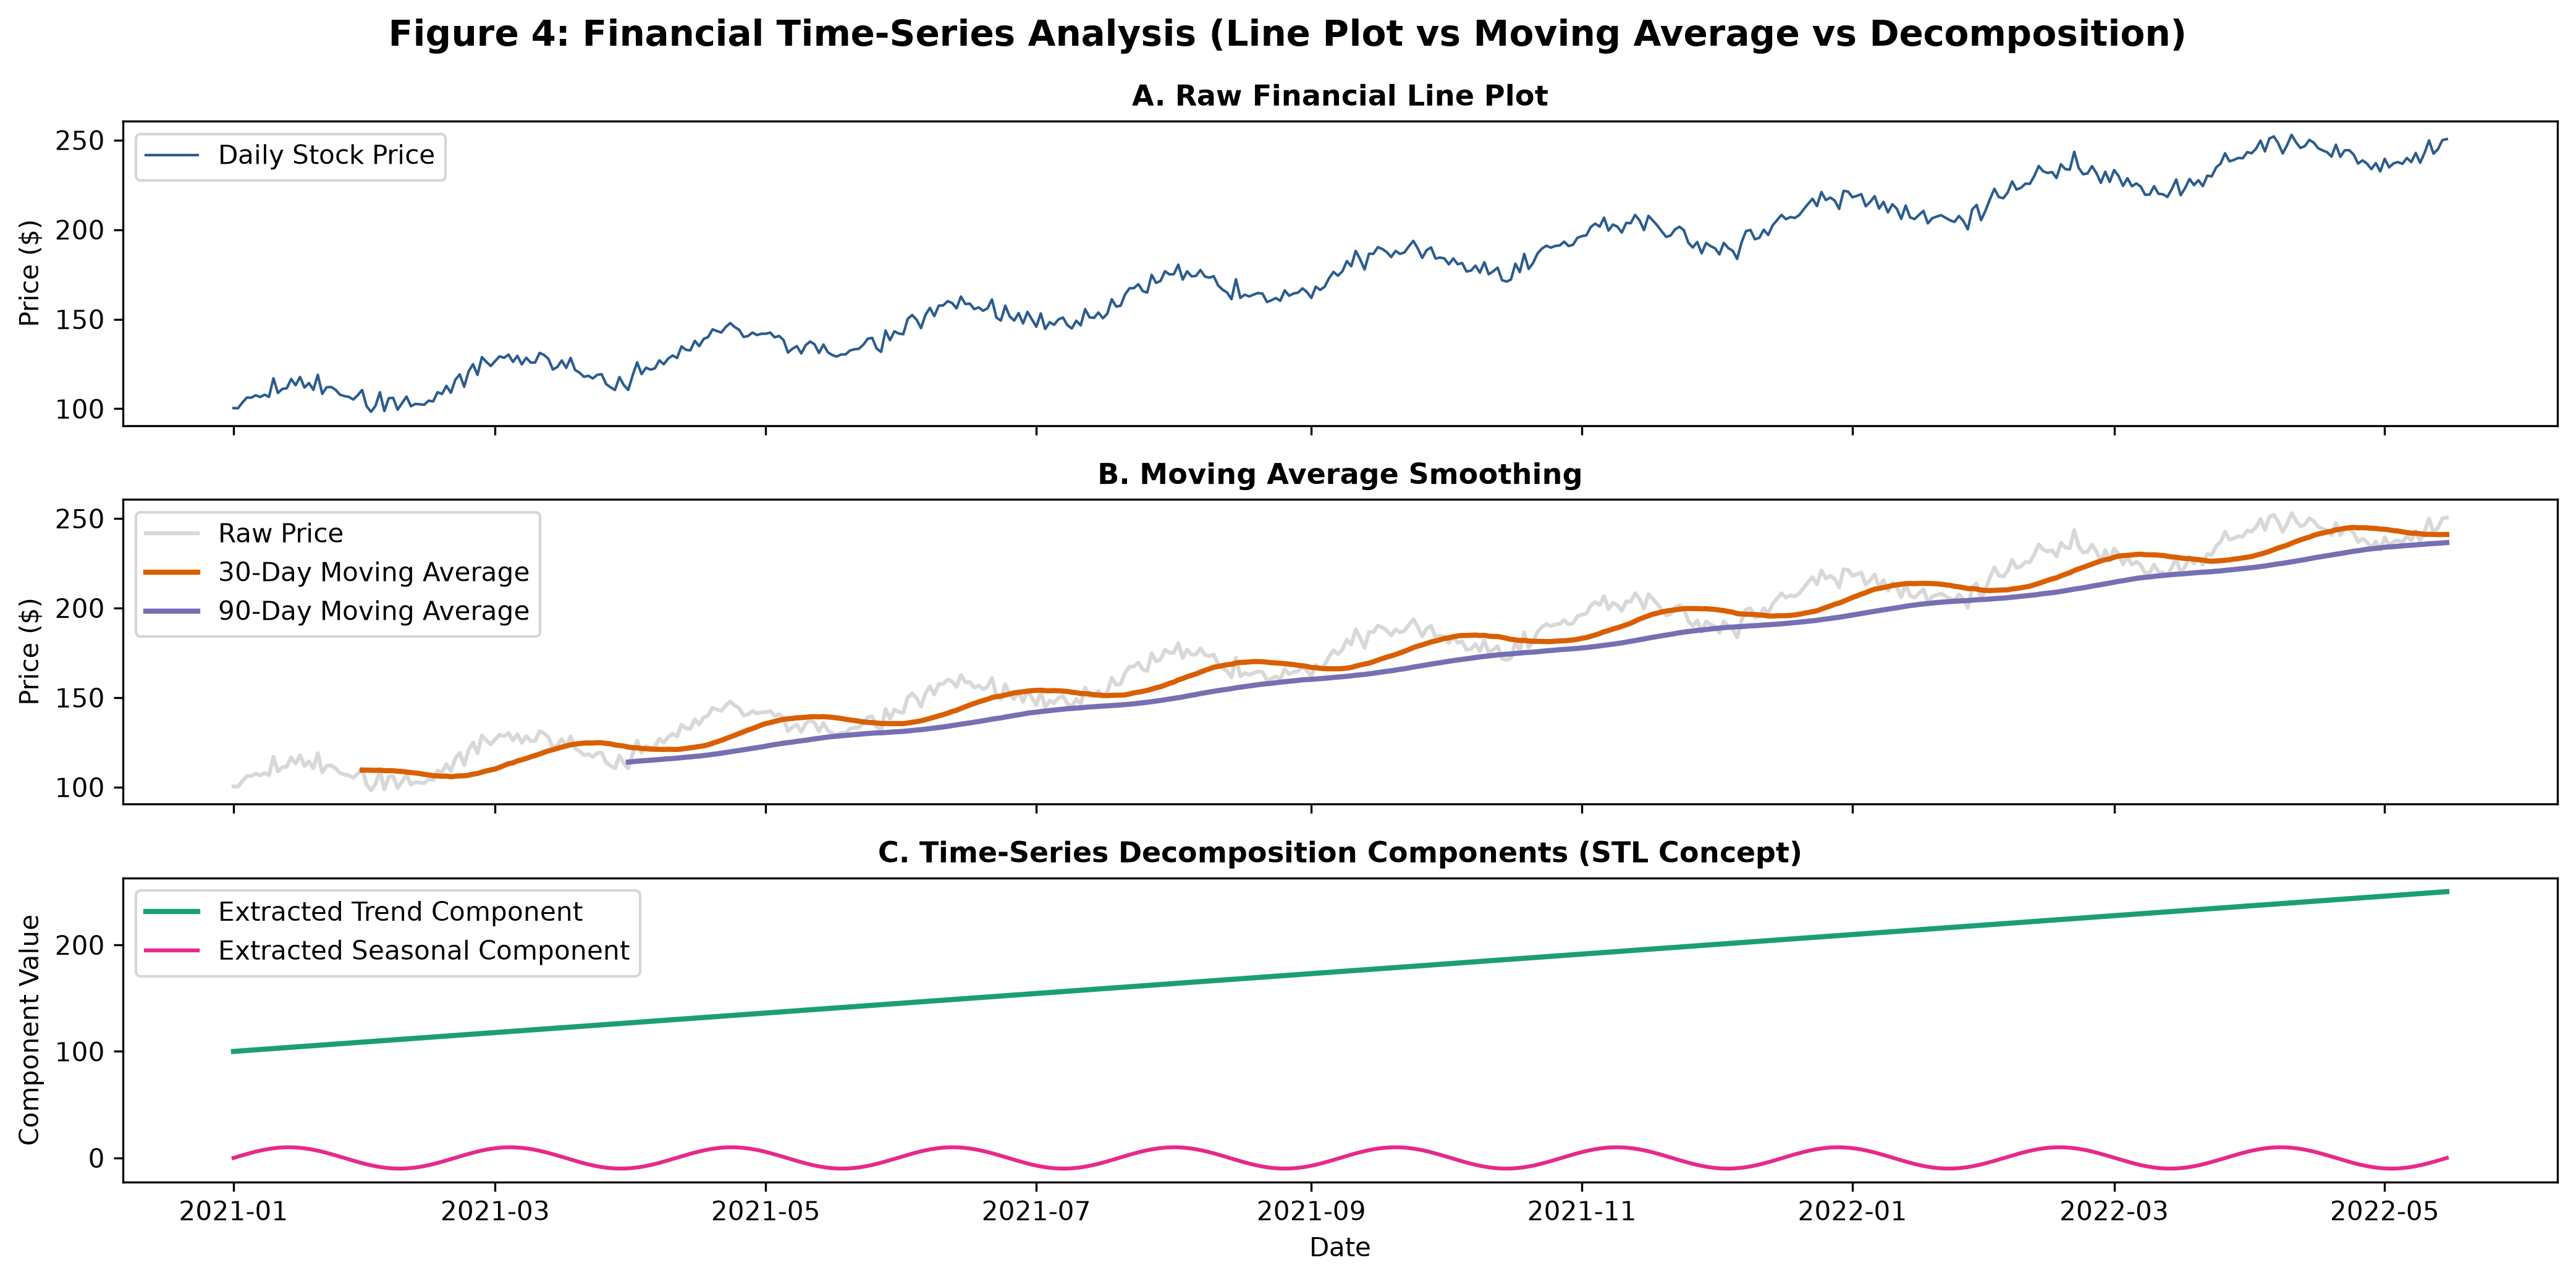 Figure 4: Financial Time-Series Analysis (Line Plot vs Moving Average vs Decomposition)
A. Raw Financial Line Plot
Daily Stock Price
Price ($)
250
200
150
100
B. Moving Average Smoothing
Raw Price
30-Day Moving Average
90-Day Moving Average
Price ($)
250
200
150
100
C. Time-Series Decomposition Components (STL Concept)
Extracted Trend Component
Extracted Seasonal Component
Component Value
200
100
0
2021-01 2021-03 2021-05 2021-07 2021-09 2021-11 2022-01 2022-03 2022-05
Date